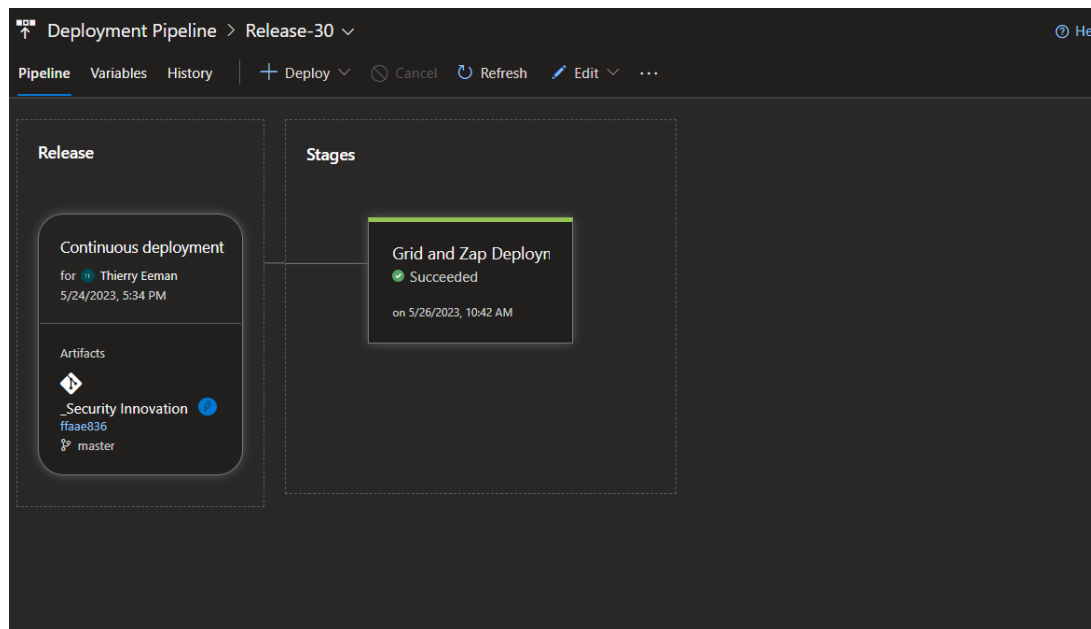 Deployment Pipeline > Release-30
He
Pipeline Variables History + Deploy Cancel Refresh Edit ...
Release
Stages
Continuous deployment
for Thierry Eeman
5/24/2023, 5:34 PM
Grid and Zap Deployn
Succeeded
on 5/26/2023, 10:42 AM
Artifacts
_Security Innovation
ffaae836
master